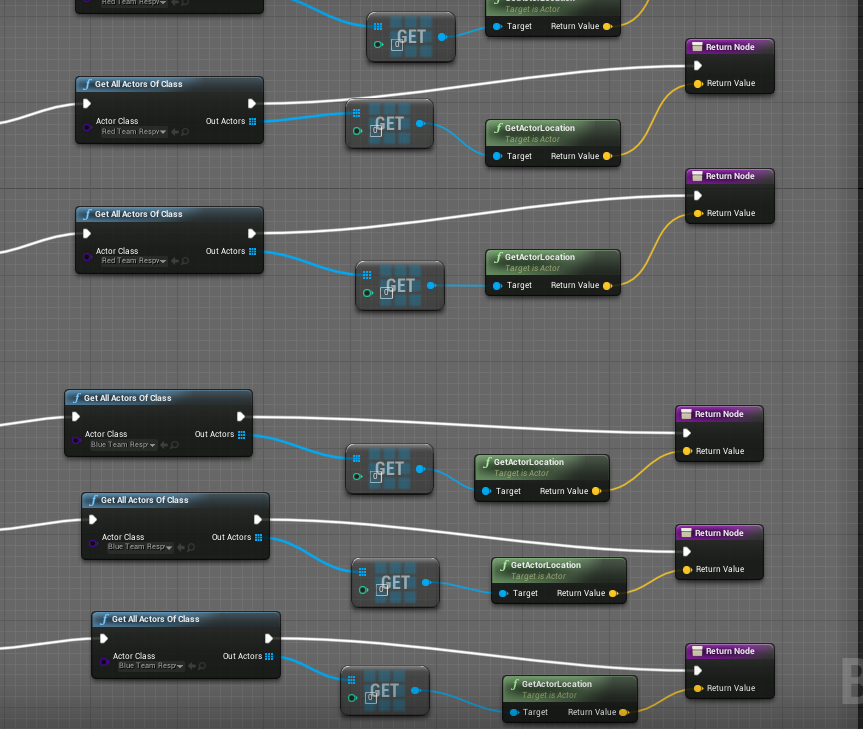 Red Team Resp
GET
0
Target is Actor
Target
Return Value
Return Node
Return Value
Get All Actors Of Class
Actor Class
Red Team Respv
Out Actors
GET
0
GetActorLocation
Target is Actor
Target
Return Value
Return Node
Return Value
Get All Actors Of Class
Actor Class
Red Team Respv
Out Actors
GET
0
GetActorLocation
Target is Actor
Target
Return Value
Get All Actors Of Class
Actor Class
Blue Team Resp
Out Actors
GET
0
GetActorLocation
Target is Actor
Target
Return Value
Return Node
Return Value
Get All Actors Of Class
Actor Class
Blue Team Resp
Out Actors
GET
0
GetActorLocation
Target is Actor
Target
Return Value
Return Node
Return Value
Get All Actors Of Class
Actor Class
Blue Team Resp
Out Actors
GET
0
GetActorLocation
Target is Actor
Target
Return Value
Return Node
Return Value
B